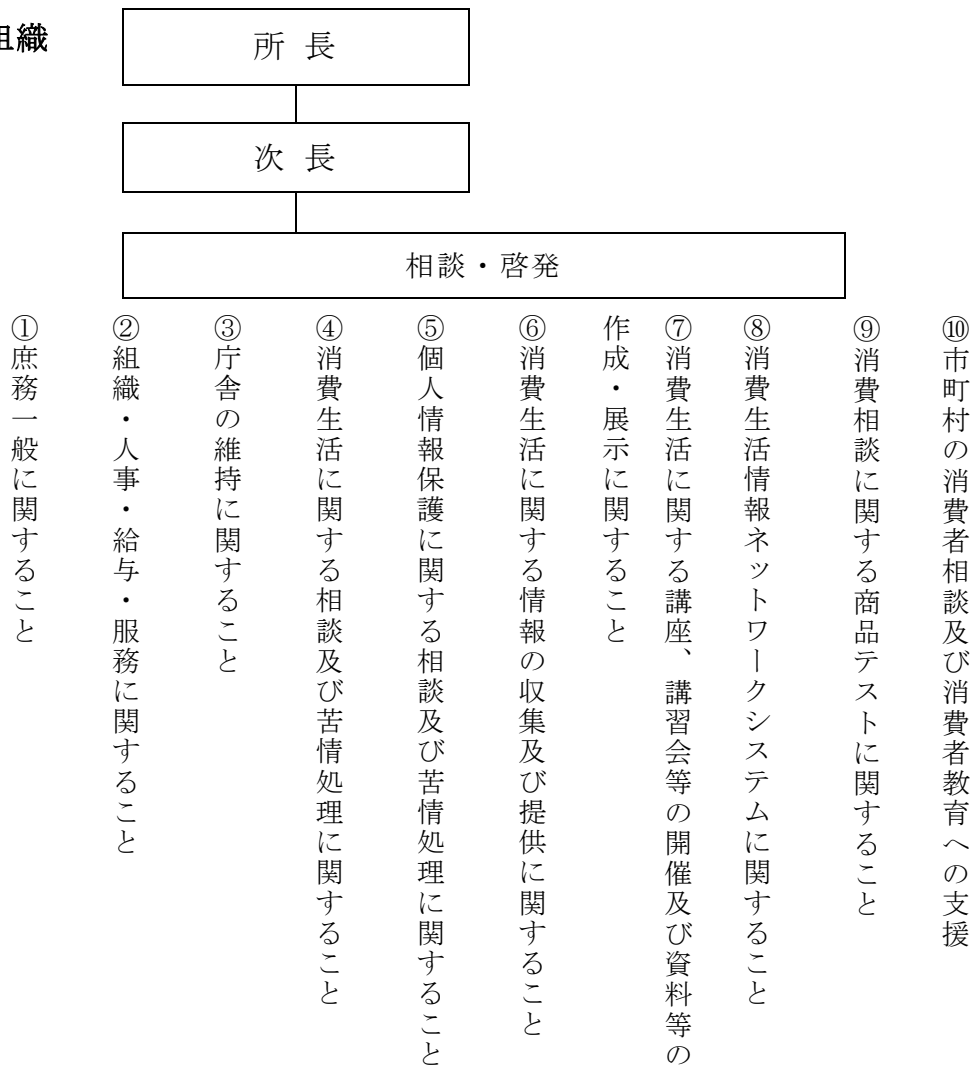 組織
所 長
次 長
相談・啓発
①庶務一般に関すること
②組織・人事・給与・服務に関すること
③庁舎の維持に関すること
④消費生活に関する相談及び苦情処理に関すること
⑤個人情報保護に関する相談及び苦情処理に関すること
⑥消費生活に関する情報の収集及び提供に関すること
⑦消費生活に関する講座、講習会等の開催及び資料等の
作成・展示に関すること
⑧消費生活情報ネットワークシステムに関すること
⑨消費相談に関する商品テストに関すること
⑩市町村の消費者相談及び消費者教育への支援